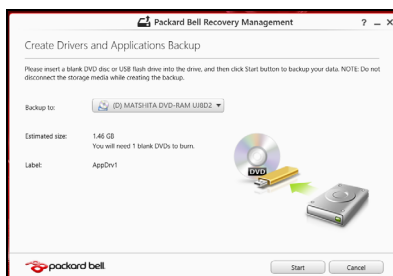 Packard Bell Recovery Management
? – X
Create Drivers and Applications Backup
Please insert a blank DVD disc or USB flash drive into the drive, and then click Start button to backup your data. NOTE: Do not
disconnect the storage media while creating the backup.
Backup to:
(D) MATSHITA DVD-RAM UJ8D2
Estimated size:
1.46 GB
You will need 1 blank DVDs to burn.
Label:
AppDrv1
DVD
packard bell
Start
Cancel